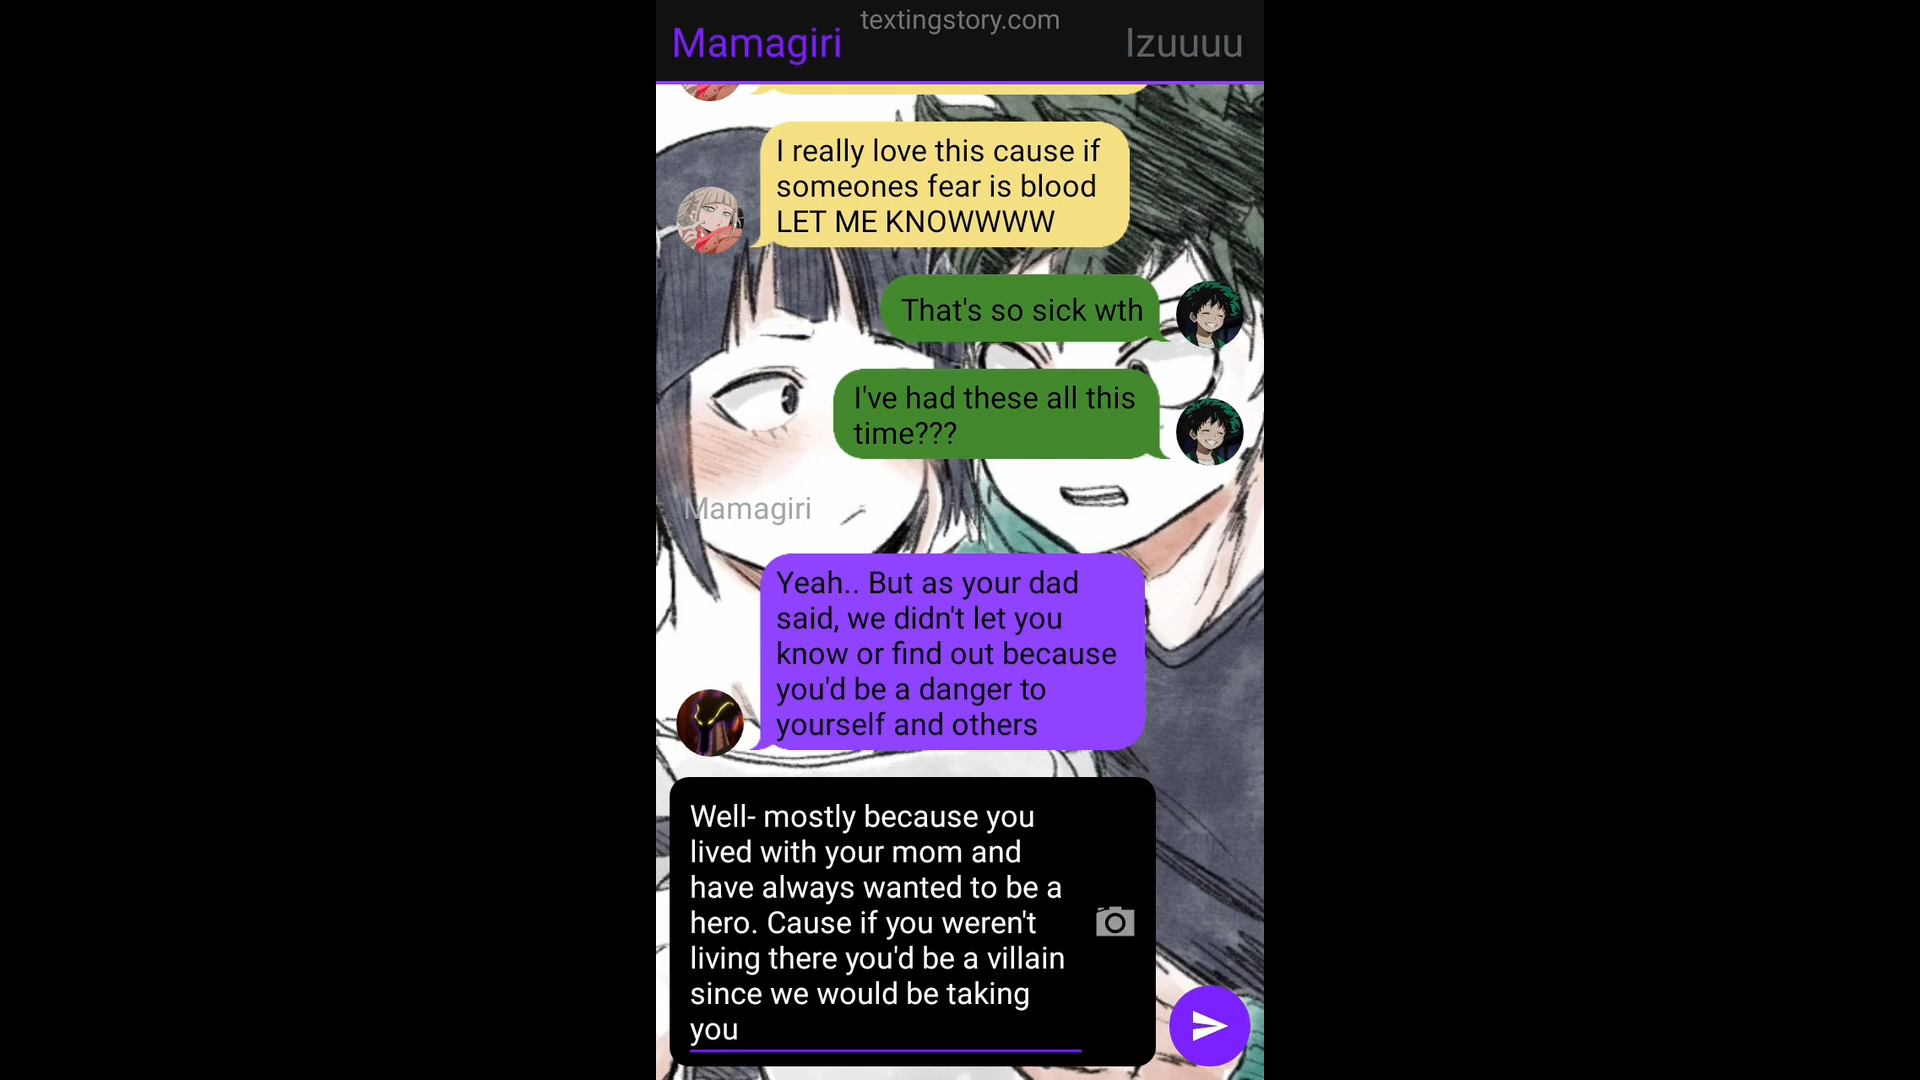 textingstory.com
Mamagiri
Izuuuu
I really love this cause if
someones fear is blood
LET ME KNOWWWW
That's so sick wth
I've had these all this
time???
Mamagiri
Yeah.. But as your dad
said, we didn't let you
know or find out because
you'd be a danger to
yourself and others
Well- mostly because you
lived with your mom and
have always wanted to be a
hero. Cause if you weren't
living there you'd be a villain
since we would be taking
you